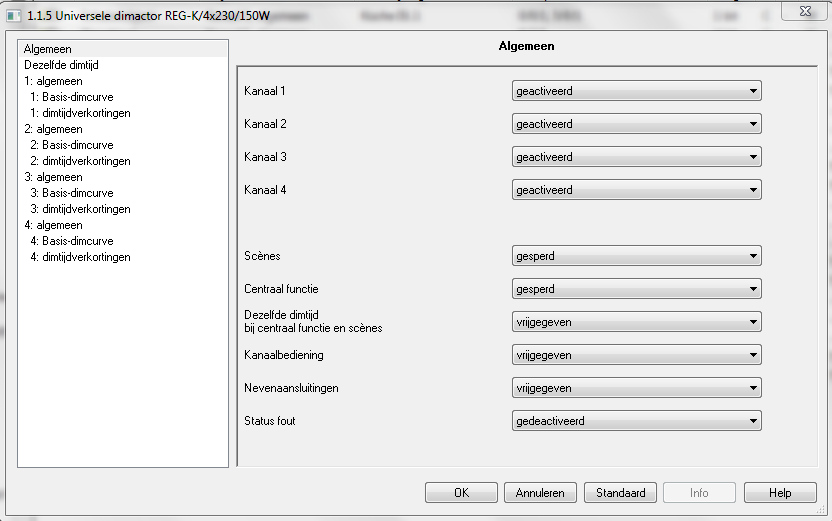 1.1.5 Universele dimactor REG-K/4x230/150W
Algemeen
Dezelfde dimtijd
1: algemeen
1: Basis-dimcurve
1: dimtijdverkortingen
2: algemeen
2: Basis-dimcurve
2: dimtijdverkortingen
3: algemeen
3: Basis-dimcurve
3: dimtijdverkortingen
4: algemeen
4: Basis-dimcurve
4: dimtijdverkortingen
Algemeen
Kanaal 1 geactiveerd
Kanaal 2 geactiveerd
Kanaal 3 geactiveerd
Kanaal 4 geactiveerd
Scènes gesperd
Centraal functie gesperd
Dezelfde dimtijd
bij centraal functie en scènes vrijgegeven
Kanaalbediening vrijgegeven
Nevenaansluitingen vrijgegeven
Status fout gedeactiveerd
OK Annuleren Standaard Info Help